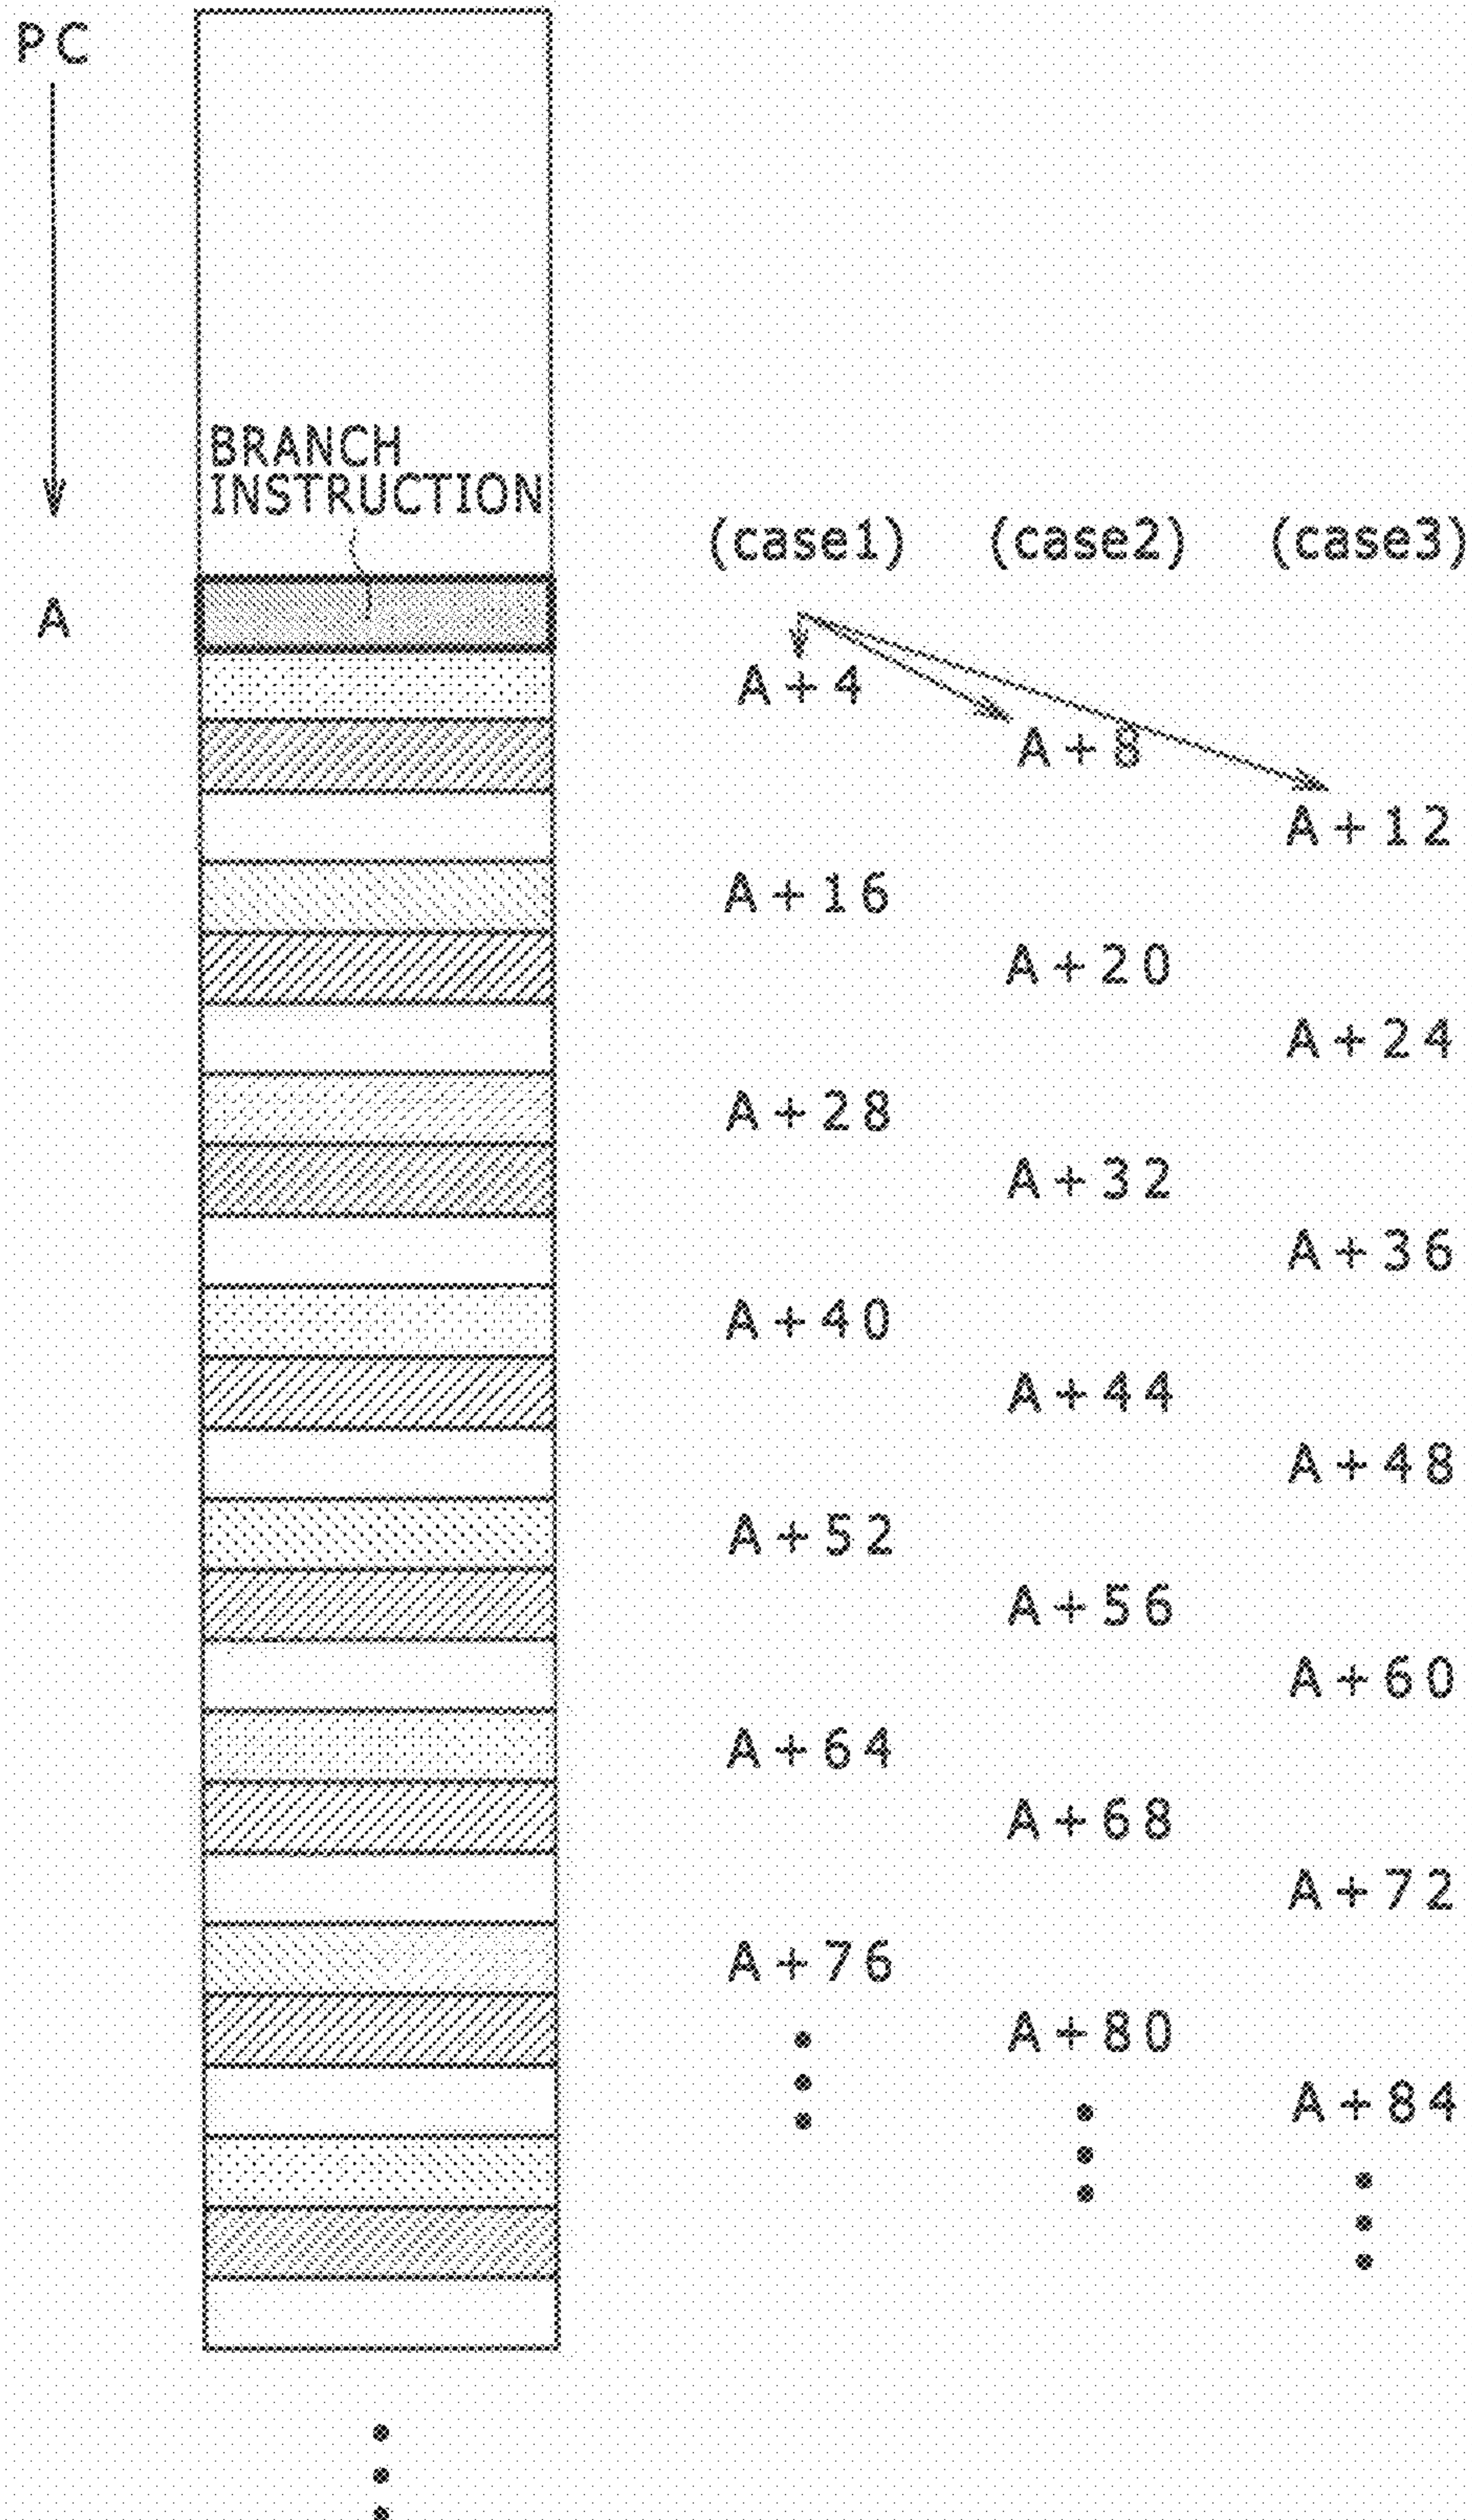 PC
BRANCH
INSTRUCTION
(case1) (case2) (case3)
A
A+4
A+8
A+12
A+16
A+20
A+24
A+28
A+32
A+36
A+40
A+44
A+48
A+52
A+56
A+60
A+64
A+68
A+72
A+76
A+80
A+84